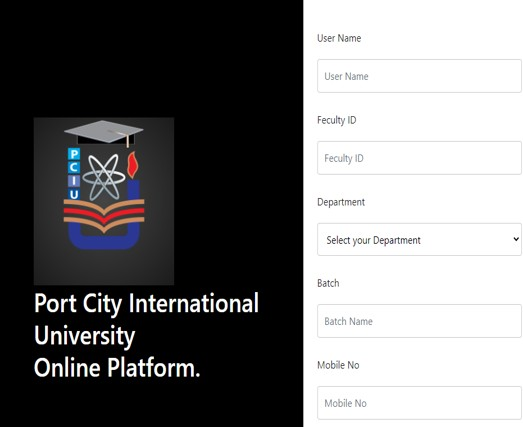 P
C
I
U
Port City International
University
Online Platform.
User Name
User Name
Feculty ID
Feculty ID
Department
Select your Department
Batch
Batch Name
Mobile No
Mobile No